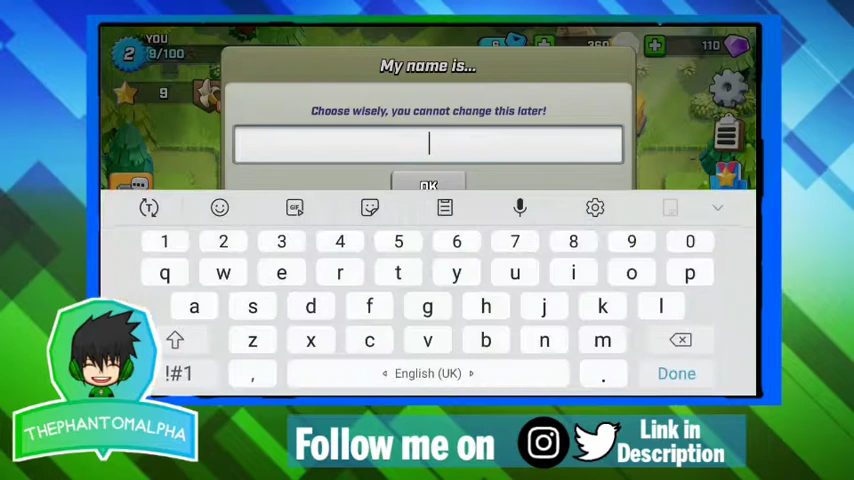 YOU
2 9/100
9
360
110
My name is...
Choose wisely, you cannot change this later!
OK
T GIF
1 2 3 4 5 6 7 8 9 0
q w e r t y u i o p
a s d f g h j k l
z x c v b n m
!#1 , English (UK) . Done
THEPHANTOMALPHA
Follow me on
Link in
Description